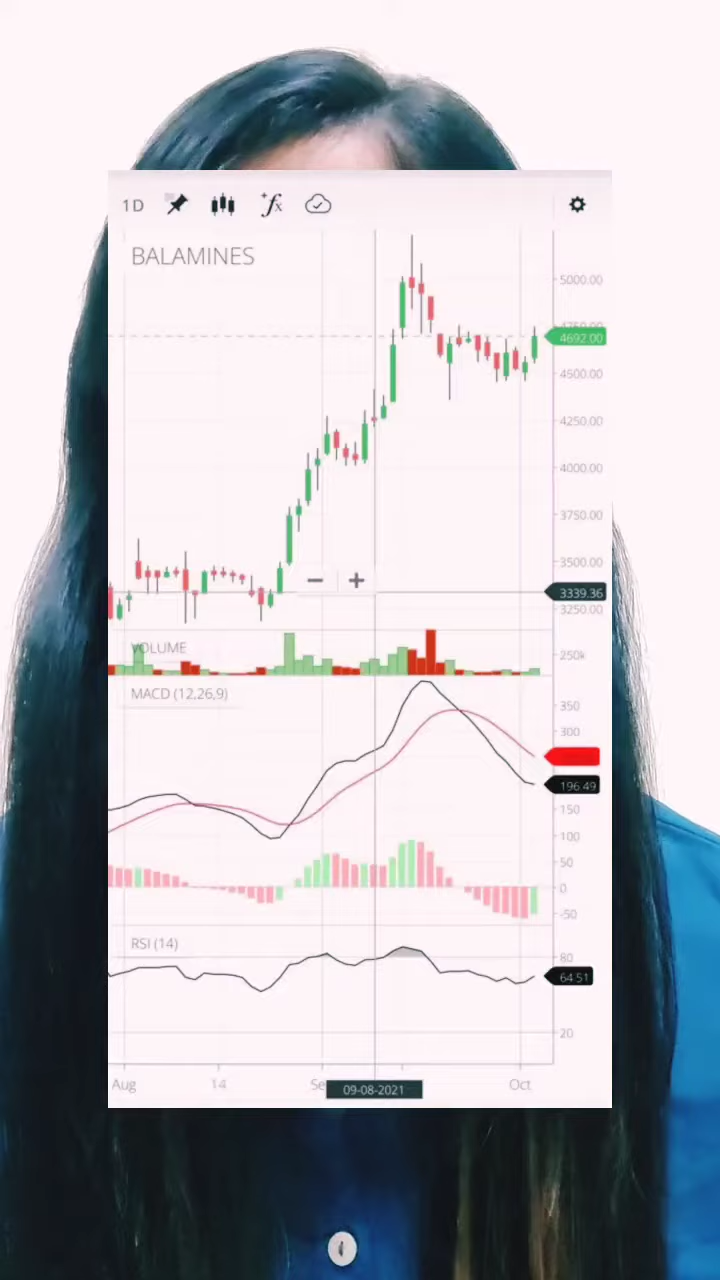 1D fx
BALAMINES
5000.00
4692.00
4500.00
4250.00
4000.00
3750.00
3500.00
3339.36
3250.00
VOLUME
250k
MACD (12,26,9)
350
300
196.49
150
100
50
0
-50
RSI (14)
80
64.51
20
Aug 14 Se 09-08-2021 Oct